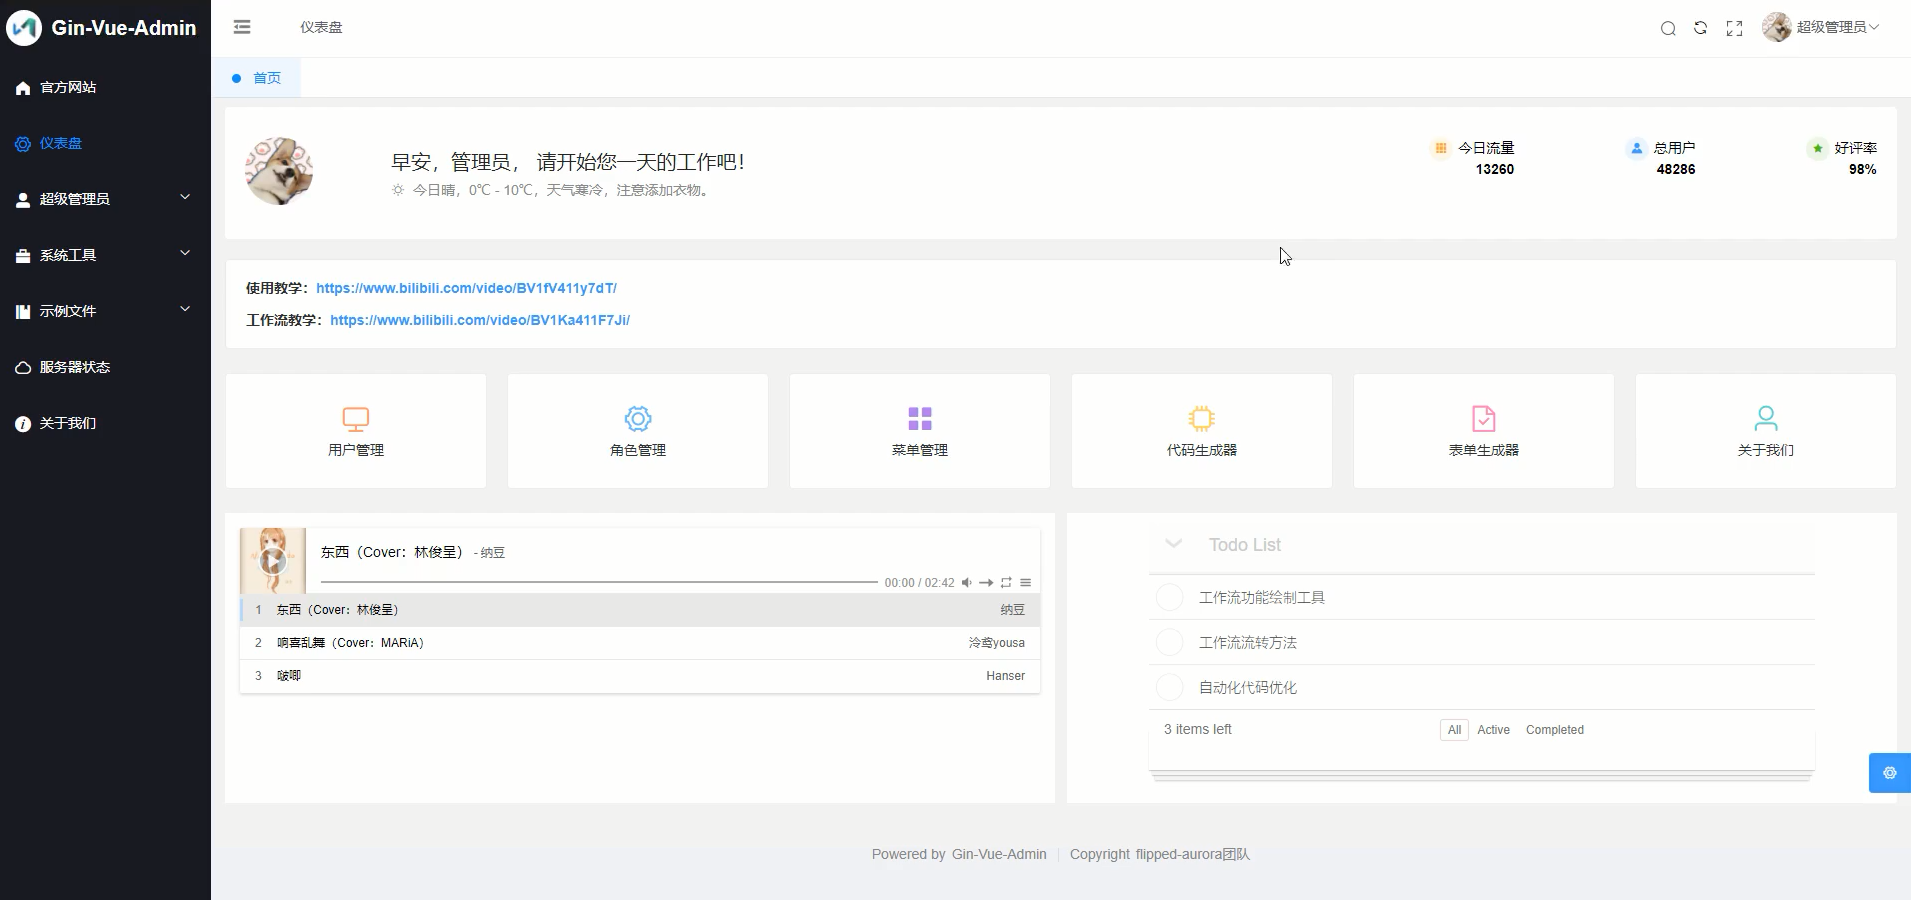 Gin-Vue-Admin
仪表盘
超级管理员
首页
官方网站
仪表盘
超级管理员
系统工具
示例文件
服务器状态
关于我们
早安，管理员， 请开始您一天的工作吧！
今日晴，0℃ - 10℃，天气寒冷，注意添加衣物。
今日流量
13260
总用户
48286
好评率
98%
使用教学：https://www.bilibili.com/video/BV1fV411y7dT/
工作流教学：https://www.bilibili.com/video/BV1Ka411F7Ji/
用户管理
角色管理
菜单管理
代码生成器
表单生成器
关于我们
东西（Cover：林俊呈） - 纳豆
00:00 / 02:42
1 东西（Cover：林俊呈） 纳豆
2 响喜乱舞（Cover：MARiA） 泠鸢yousa
3 啵唧 Hanser
Todo List
工作流功能绘制工具
工作流流转方法
自动化代码优化
3 items left All Active Completed
Powered by Gin-Vue-Admin Copyright flipped-aurora团队